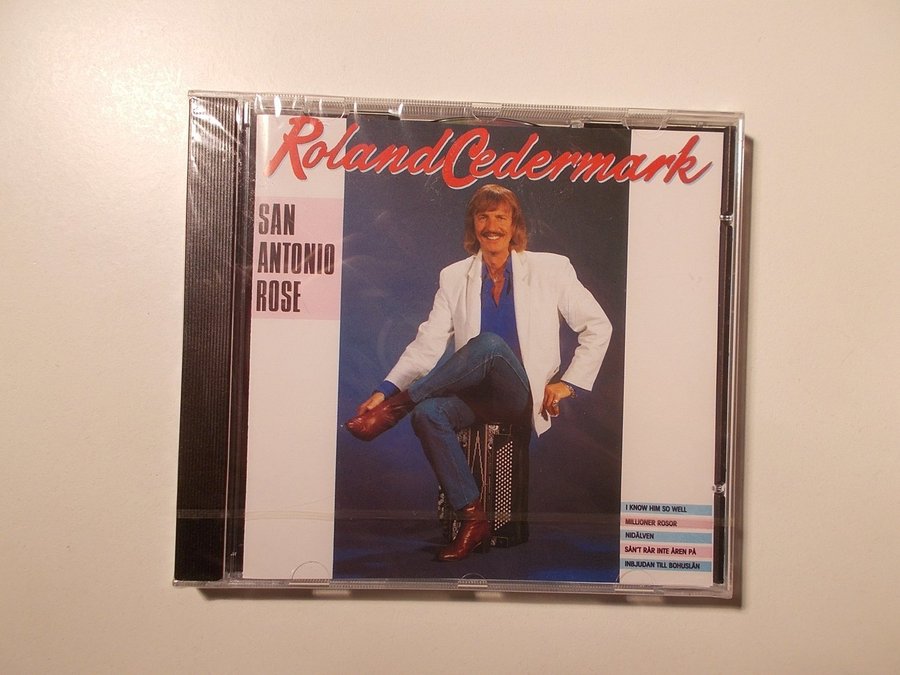 Roland Cedermark
SAN
ANTONIO
ROSE
I KNOW HIM SO WELL
MILLIONER ROSOR
NIDÄLVEN
SÅN'T RÅR INTE ÅREN PÅ
INBJUDAN TILL BOHUSLÄN